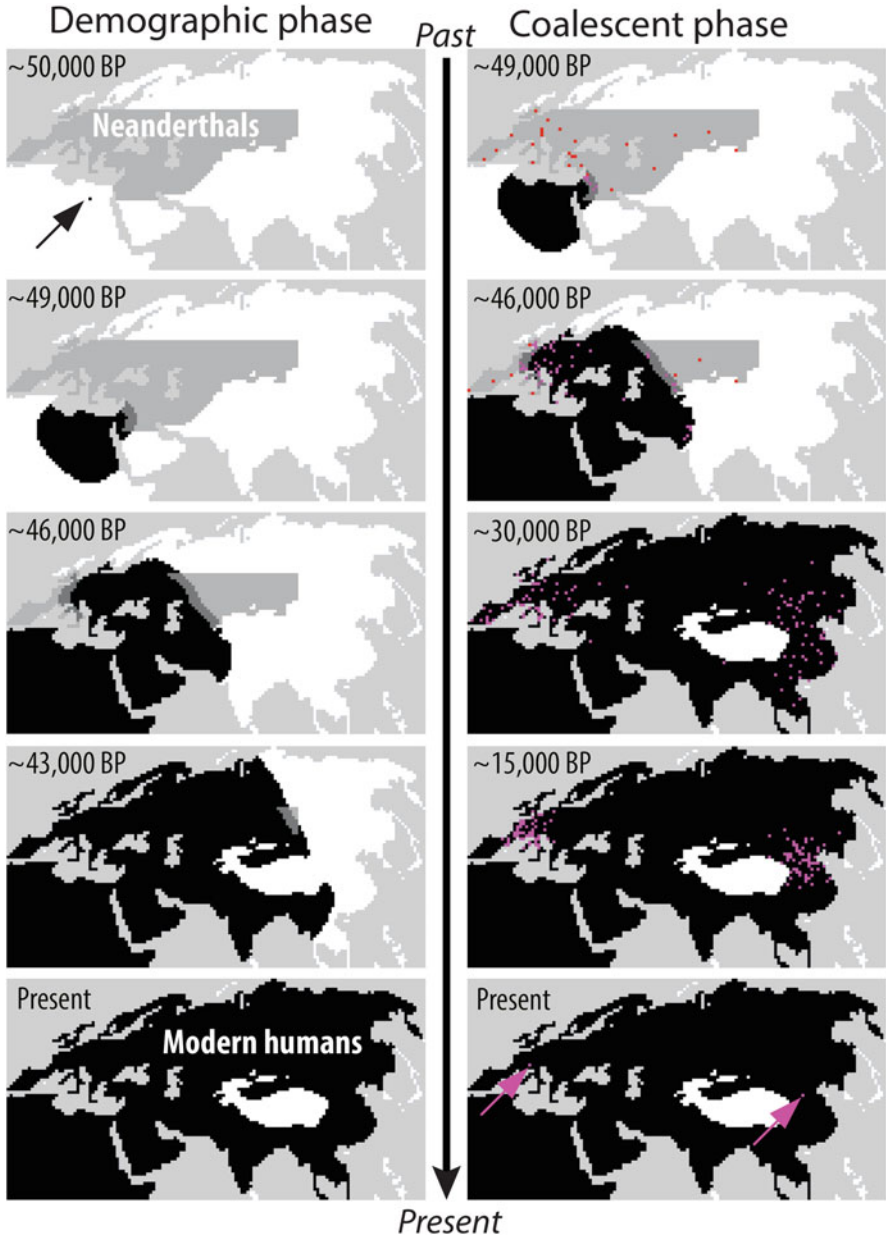 Demographic phase
Past
Coalescent phase
~50,000 BP
Neanderthals
~49,000 BP
~46,000 BP
~43,000 BP
Present
Modern humans
~49,000 BP
~46,000 BP
~30,000 BP
~15,000 BP
Present
Present